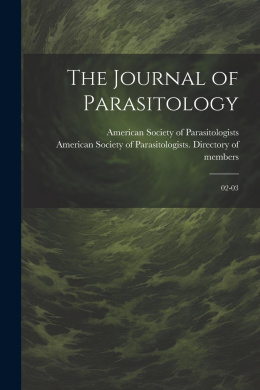 The Journal of
Parasitology
American Society of Parasitologists
American Society of Parasitologists. Directory of
members
02-03